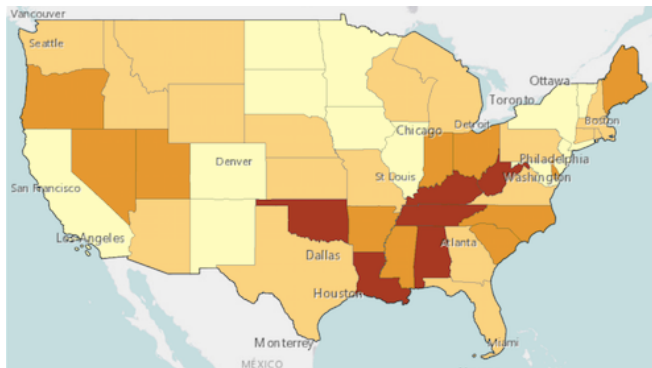 Vancouver
Seattle
Ottawa
Toronto
Boston
Detroit
Chicago
Denver
Philadelphia
St Louis
Washington
San Francisco
Los Angeles
Atlanta
Dallas
Houston
Monterrey
Miami
MÉXICO